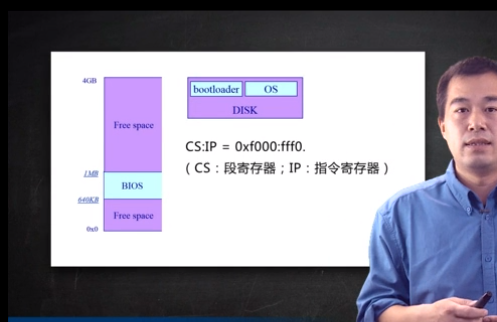 4GB
Free space
1MB
BIOS
640KB
Free space
0x0
bootloader
OS
DISK
CS:IP = 0xf000:fff0.
（ CS：段寄存器；IP：指令寄存器 ）